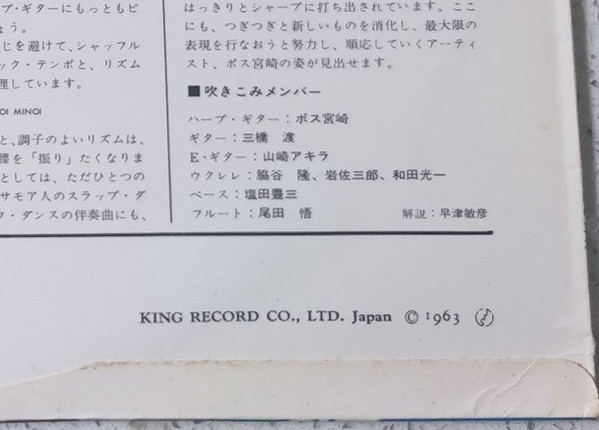 ブ・ギターにもっともピ
ょう。
じを避けて、シャッフル
ック・テンポと、リズム
理しています。
OI MINOI
と、調子のよいリズムは、
腰を「振り」たくなりま
としては、ただひとつの
サモア人のスラップ・ダ
ク・ダンスの伴奏曲にも、
はっきりとシャープに打ち出されています。ここ
にも、つぎつぎと新しいものを消化し、最大限の
表現を行なおうと努力し、順応していくアーティ
スト、ポス宮崎の姿が見出せます。
■吹きこみメンバー
ハープ・ギター：ポス宮崎
ギター：三橋 渡
E・ギター：山崎アキラ
ウクレレ：脇谷 隆、岩佐三郎、和田光一
ベース：塩田豊三
フルート：尾田 悟
解説：早津敏彦
KING RECORD CO., LTD. Japan © 1963